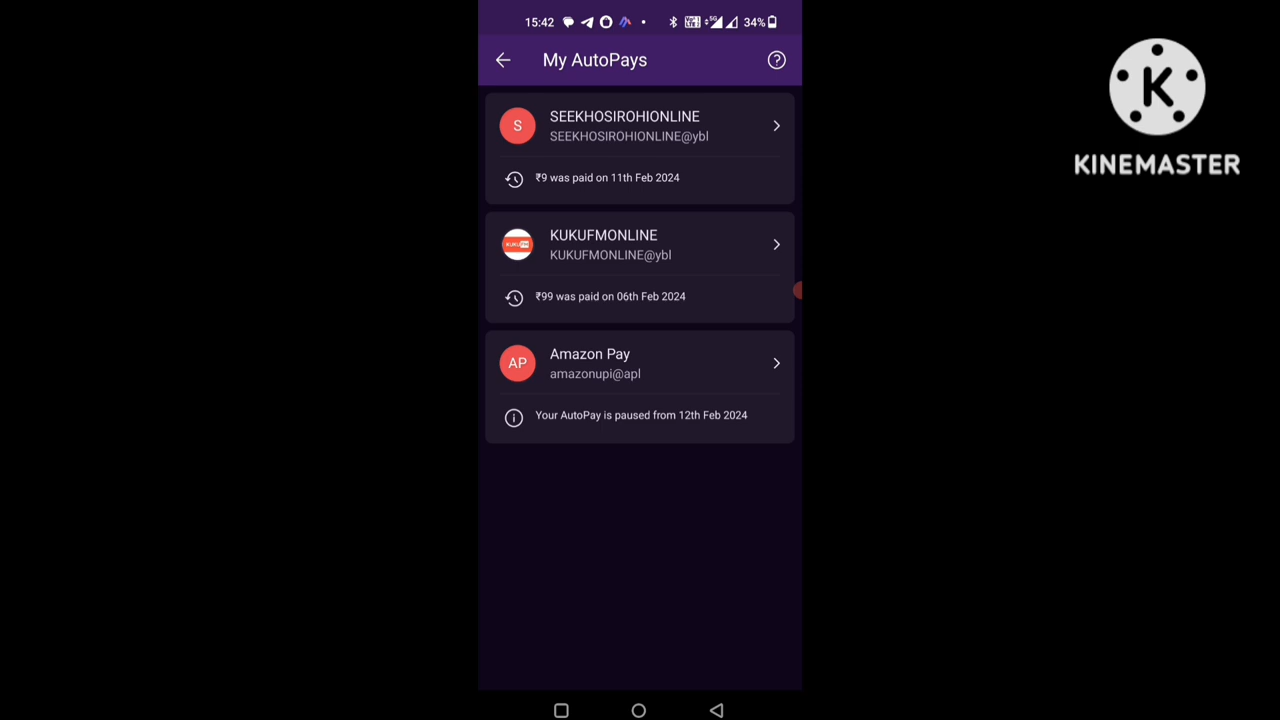 15:42
34%
My AutoPays
S
SEEKHOSIROHIONLINE
SEEKHOSIROHIONLINE@ybl
₹9 was paid on 11th Feb 2024
KUKUFMONLINE
KUKUFMONLINE@ybl
₹99 was paid on 06th Feb 2024
AP
Amazon Pay
amazonupi@apl
Your AutoPay is paused from 12th Feb 2024
K
KINEMASTER